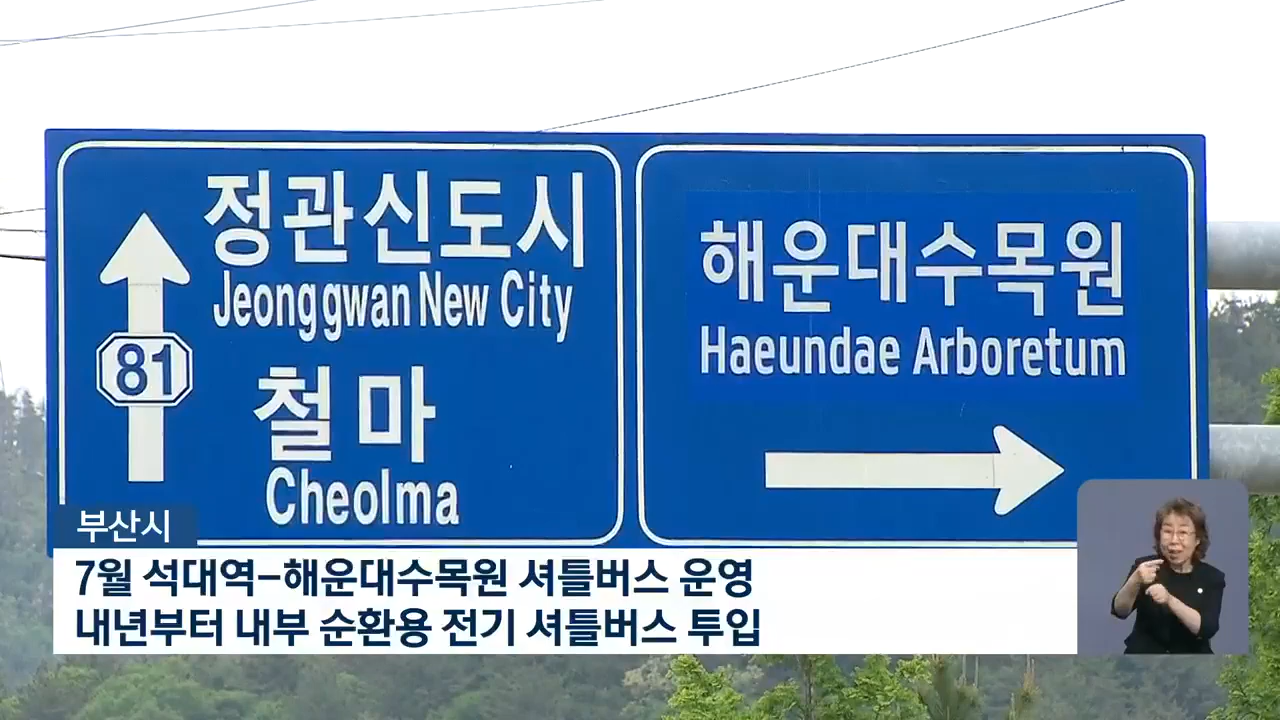 정관신도시
Jeonggwan New City
81
철마
Cheolma
해운대수목원
Haeundae Arboretum
부산시
7월 석대역-해운대수목원 셔틀버스 운영
내년부터 내부 순환용 전기 셔틀버스 투입